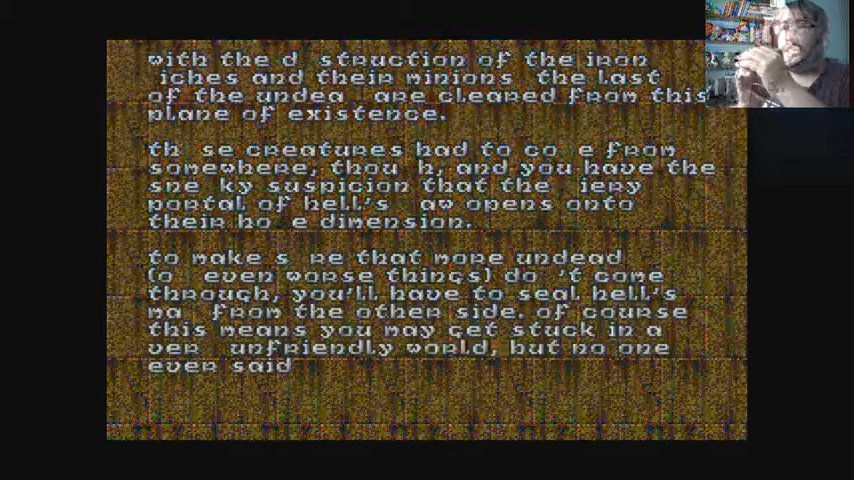 with the d struction of the iron
iches and their minions the last
of the undea are cleared from this
plane of existence.
th se creatures had to co e from
somewhere, thou h, and you have the
sne ky suspicion that the iery
portal of hell's aw opens onto
their ho e dimension.
to make s re that more undead
(o even worse things) do 't come
through, you'll have to seal hell's
ma from the other side. of course
this means you may get stuck in a
ver unfriendly world, but no one
ever said